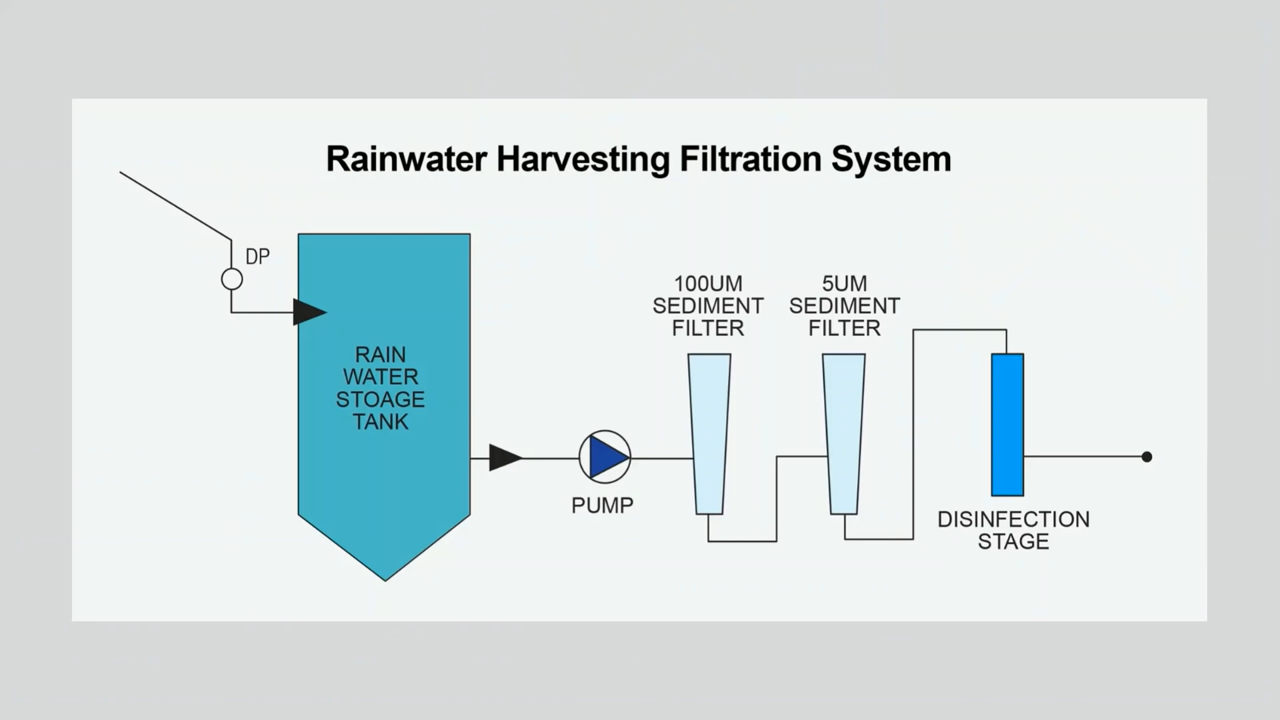 Rainwater Harvesting Filtration System
DP
RAIN
WATER
STOAGE
TANK
PUMP
100UM
SEDIMENT
FILTER
5UM
SEDIMENT
FILTER
DISINFECTION
STAGE